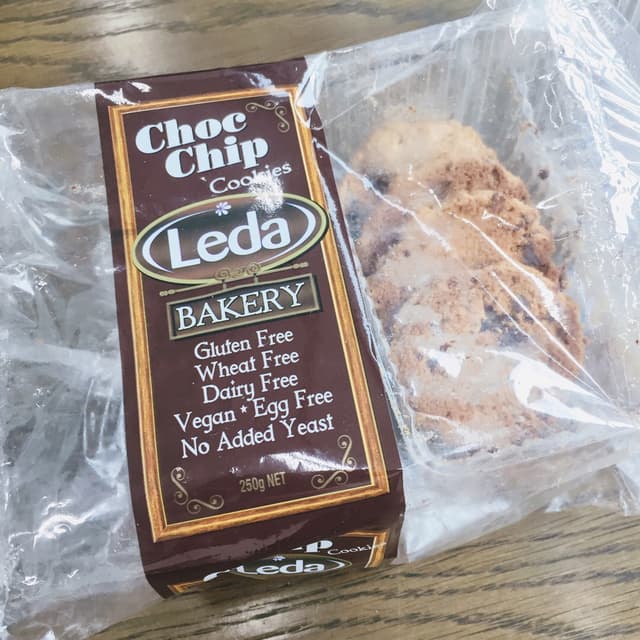 Choc
Chip
Cookies
Leda
BAKERY
Gluten Free
Wheat Free
Dairy Free
Vegan * Egg Free
No Added Yeast
250g NET
Cookies
Leda